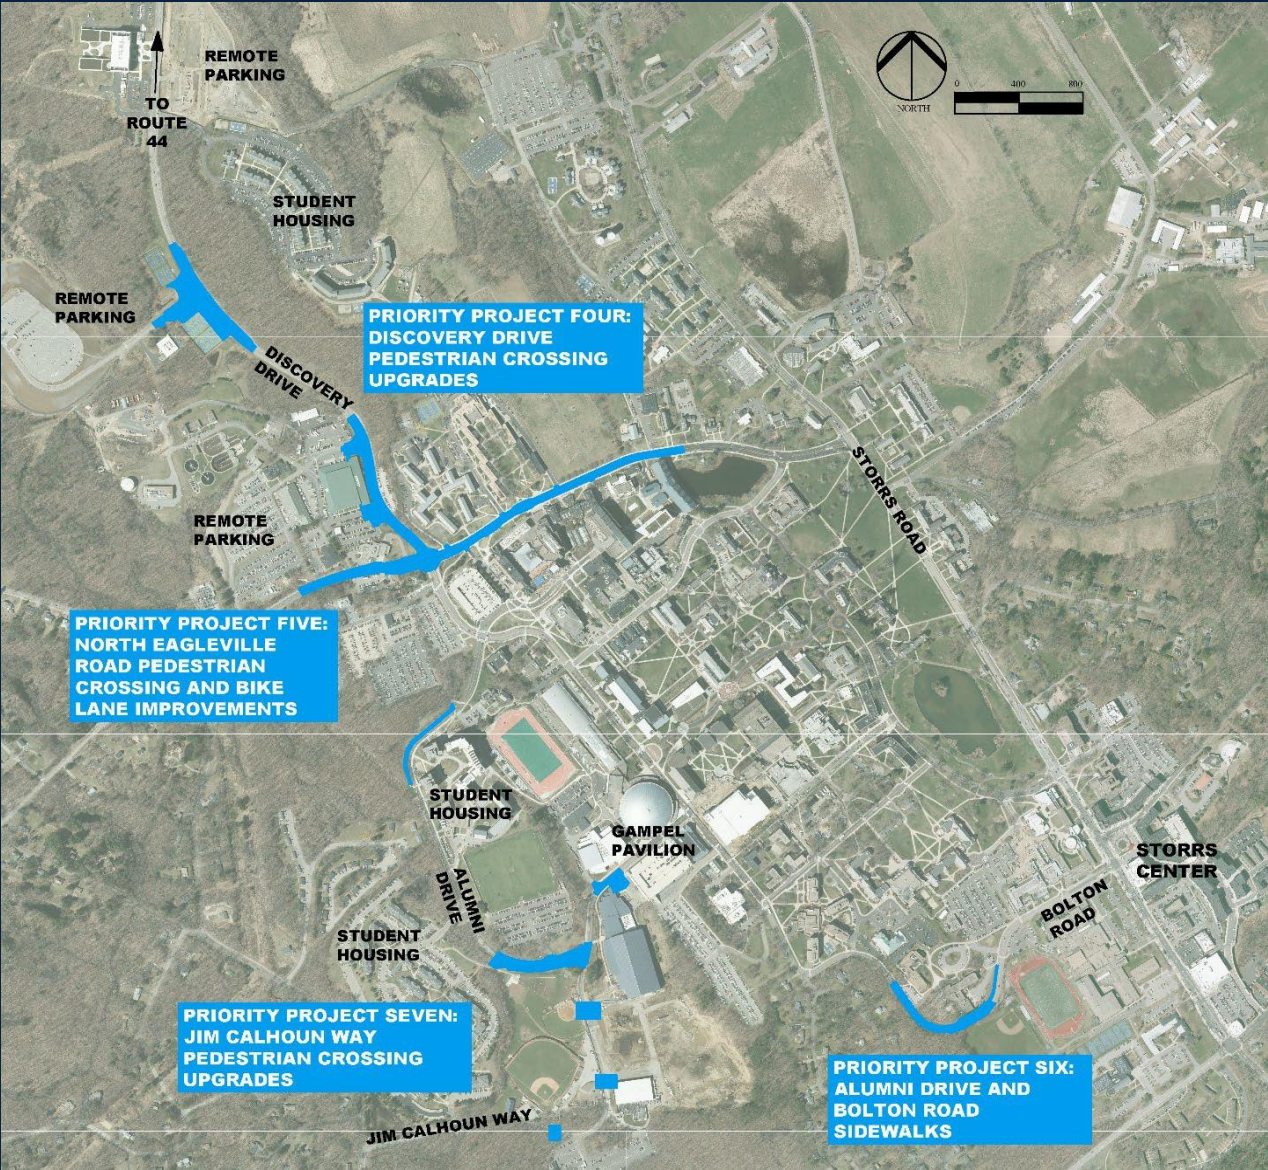 REMOTE
PARKING
TO
ROUTE
44
NORTH
0 400 800
STUDENT
HOUSING
REMOTE
PARKING
PRIORITY PROJECT FOUR:
DISCOVERY DRIVE
PEDESTRIAN CROSSING
UPGRADES
DISCOVERY
DRIVE
STORRS ROAD
REMOTE
PARKING
PRIORITY PROJECT FIVE:
NORTH EAGLEVILLE
ROAD PEDESTRIAN
CROSSING AND BIKE
LANE IMPROVEMENTS
STUDENT
HOUSING
GAMPEL
PAVILION
STORRS
CENTER
ALUMNI
DRIVE
BOLTON
ROAD
STUDENT
HOUSING
PRIORITY PROJECT SEVEN:
JIM CALHOUN WAY
PEDESTRIAN CROSSING
UPGRADES
PRIORITY PROJECT SIX:
ALUMNI DRIVE AND
BOLTON ROAD
SIDEWALKS
JIM CALHOUN WAY